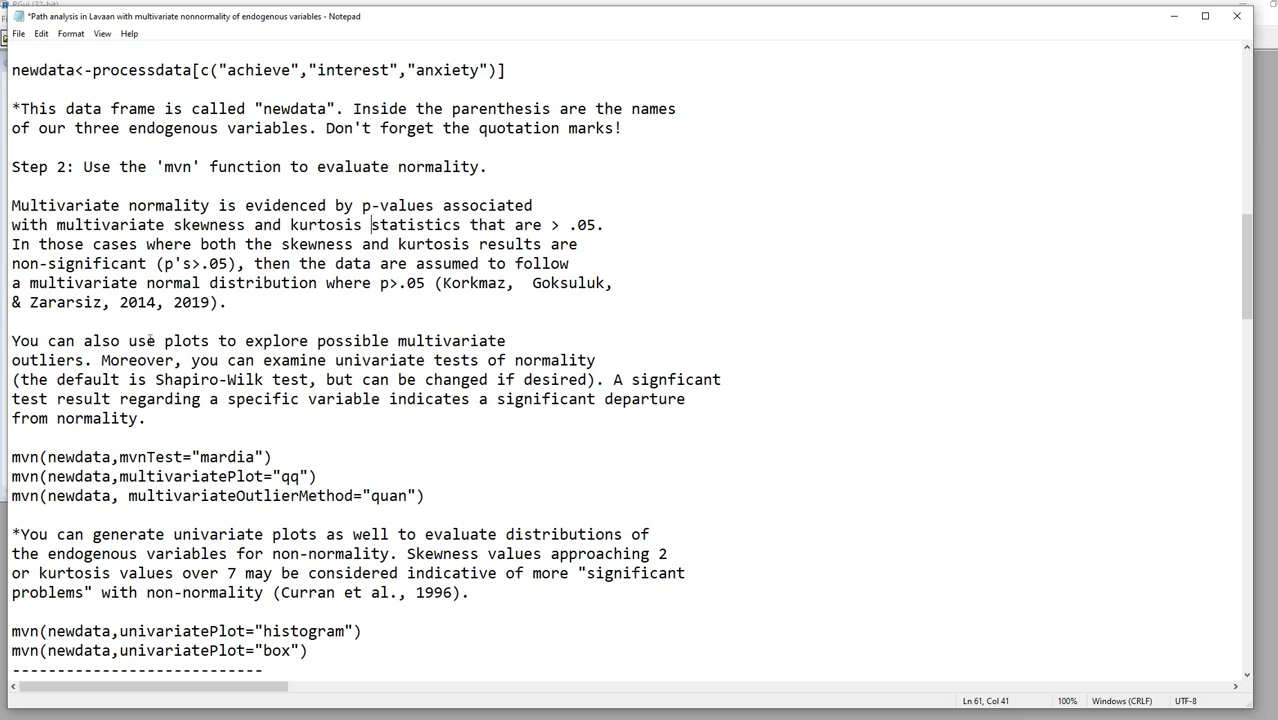 *Path analysis in Lavaan with multivariate nonnormality of endogenous variables - Notepad
File Edit Format View Help
newdata<-processdata[c("achieve","interest","anxiety")]
*This data frame is called "newdata". Inside the parenthesis are the names
of our three endogenous variables. Don't forget the quotation marks!
Step 2: Use the 'mvn' function to evaluate normality.
Multivariate normality is evidenced by p-values associated
with multivariate skewness and kurtosis statistics that are > .05.
In those cases where both the skewness and kurtosis results are
non-significant (p's>.05), then the data are assumed to follow
a multivariate normal distribution where p>.05 (Korkmaz,  Goksuluk,
& Zararsiz, 2014, 2019).
You can also use plots to explore possible multivariate
outliers. Moreover, you can examine univariate tests of normality
(the default is Shapiro-Wilk test, but can be changed if desired). A signficant
test result regarding a specific variable indicates a significant departure
from normality.
mvn(newdata,mvnTest="mardia")
mvn(newdata,multivariatePlot="qq")
mvn(newdata, multivariateOutlierMethod="quan")
*You can generate univariate plots as well to evaluate distributions of
the endogenous variables for non-normality. Skewness values approaching 2
or kurtosis values over 7 may be considered indicative of more "significant
problems" with non-normality (Curran et al., 1996).
mvn(newdata,univariatePlot="histogram")
mvn(newdata,univariatePlot="box")
----------------------------
Ln 61, Col 41 100% Windows (CRLF) UTF-8